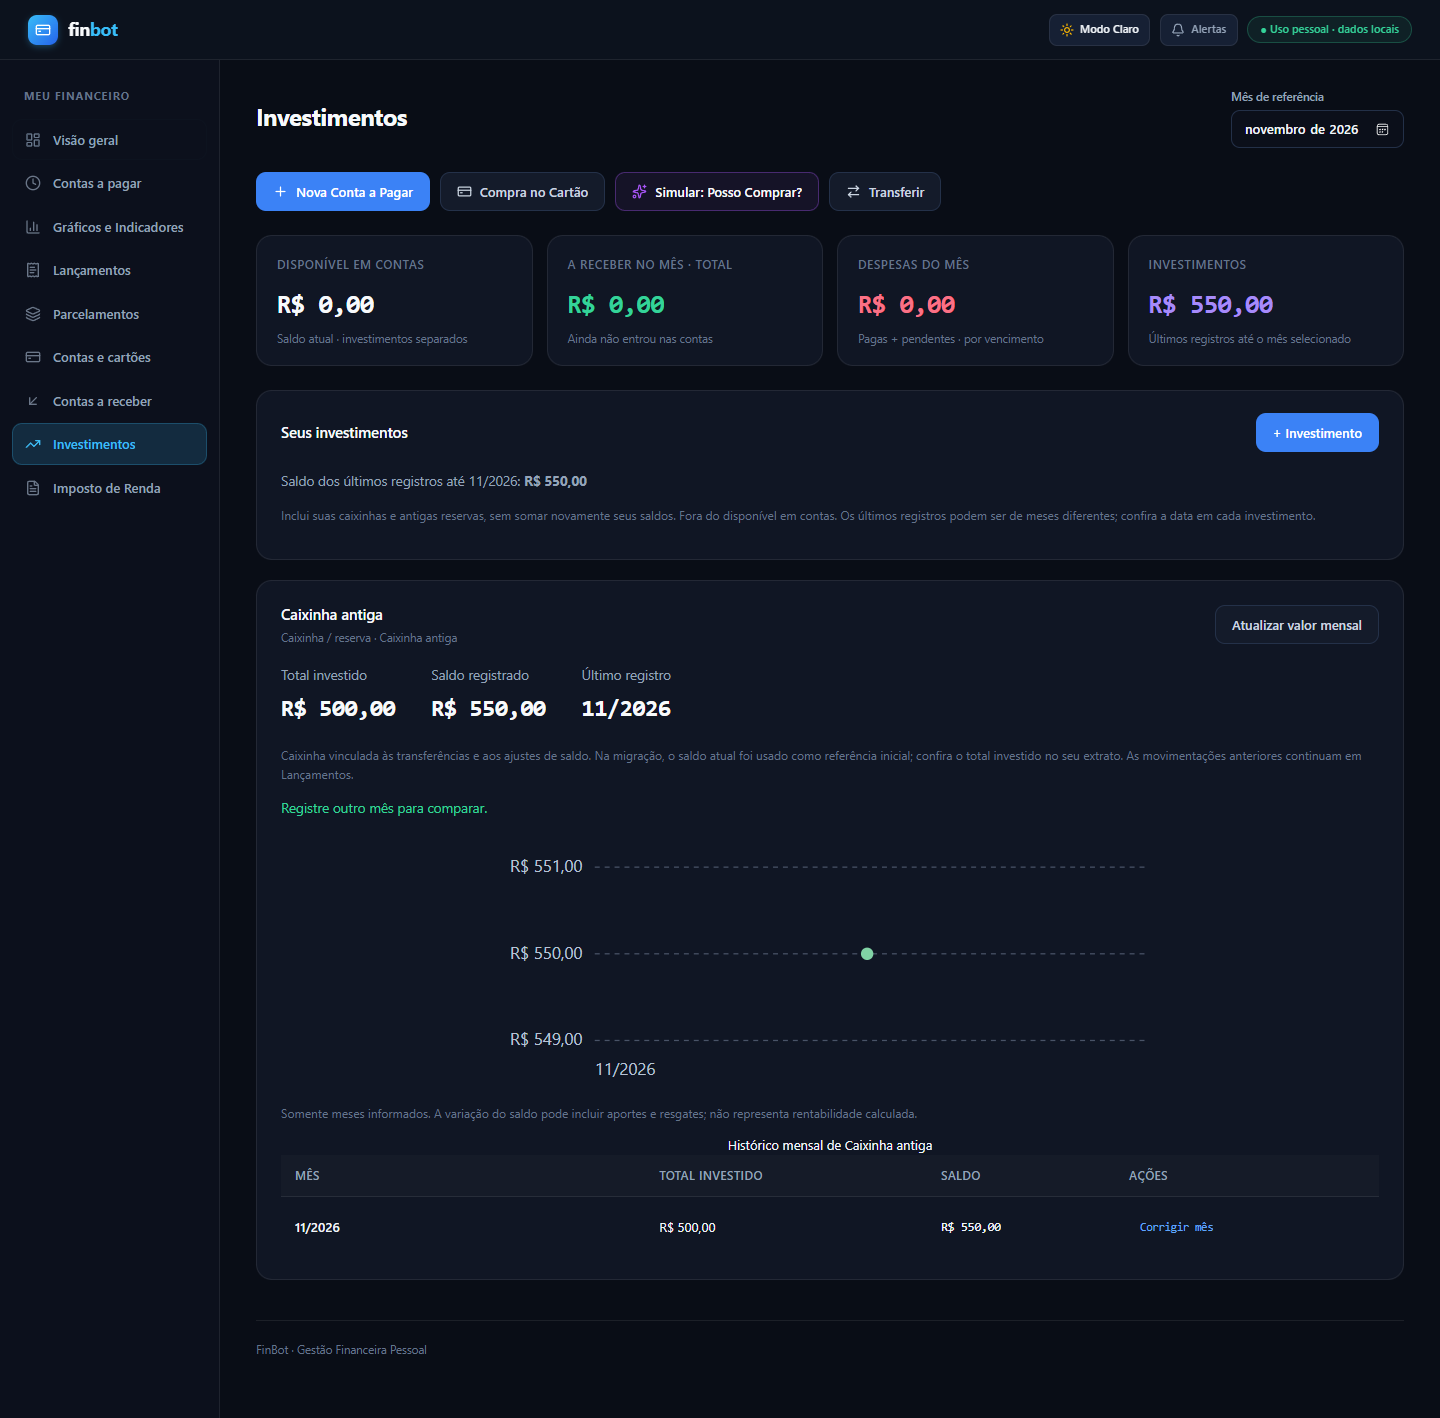 finbot
Modo Claro
Alertas
Uso pessoal · dados locais
MEU FINANCEIRO
Visão geral
Contas a pagar
Gráficos e Indicadores
Lançamentos
Parcelamentos
Contas e cartões
Contas a receber
Investimentos
Imposto de Renda
Investimentos
Mês de referência
novembro de 2026
+ Nova Conta a Pagar
Compra no Cartão
Simular: Posso Comprar?
Transferir
DISPONÍVEL EM CONTAS
R$ 0,00
Saldo atual · investimentos separados
A RECEBER NO MÊS · TOTAL
R$ 0,00
Ainda não entrou nas contas
DESPESAS DO MÊS
R$ 0,00
Pagas + pendentes · por vencimento
INVESTIMENTOS
R$ 550,00
Últimos registros até o mês selecionado
Seus investimentos
+ Investimento
Saldo dos últimos registros até 11/2026: R$ 550,00
Inclui suas caixinhas e antigas reservas, sem somar novamente seus saldos. Fora do disponível em contas. Os últimos registros podem ser de meses diferentes; confira a data em cada investimento.
Caixinha antiga
Caixinha / reserva · Caixinha antiga
Atualizar valor mensal
Total investido
R$ 500,00
Saldo registrado
R$ 550,00
Último registro
11/2026
Caixinha vinculada às transferências e aos ajustes de saldo. Na migração, o saldo atual foi usado como referência inicial; confira o total investido no seu extrato. As movimentações anteriores continuam em
Lançamentos.
Registre outro mês para comparar.
R$ 551,00
R$ 550,00
R$ 549,00
11/2026
Somente meses informados. A variação do saldo pode incluir aportes e resgates; não representa rentabilidade calculada.
Histórico mensal de Caixinha antiga
MÊS TOTAL INVESTIDO SALDO AÇÕES
11/2026 R$ 500,00 R$ 550,00 Corrigir mês
FinBot · Gestão Financeira Pessoal